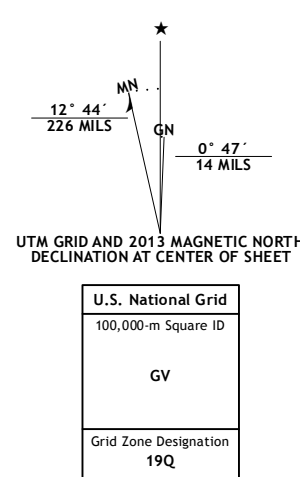 ★
MN
12° 44´
226 MILS
GN
0° 47´
14 MILS
UTM GRID AND 2013 MAGNETIC NORTH
DECLINATION AT CENTER OF SHEET
U.S. National Grid
100,000-m Square ID
GV
Grid Zone Designation
19Q